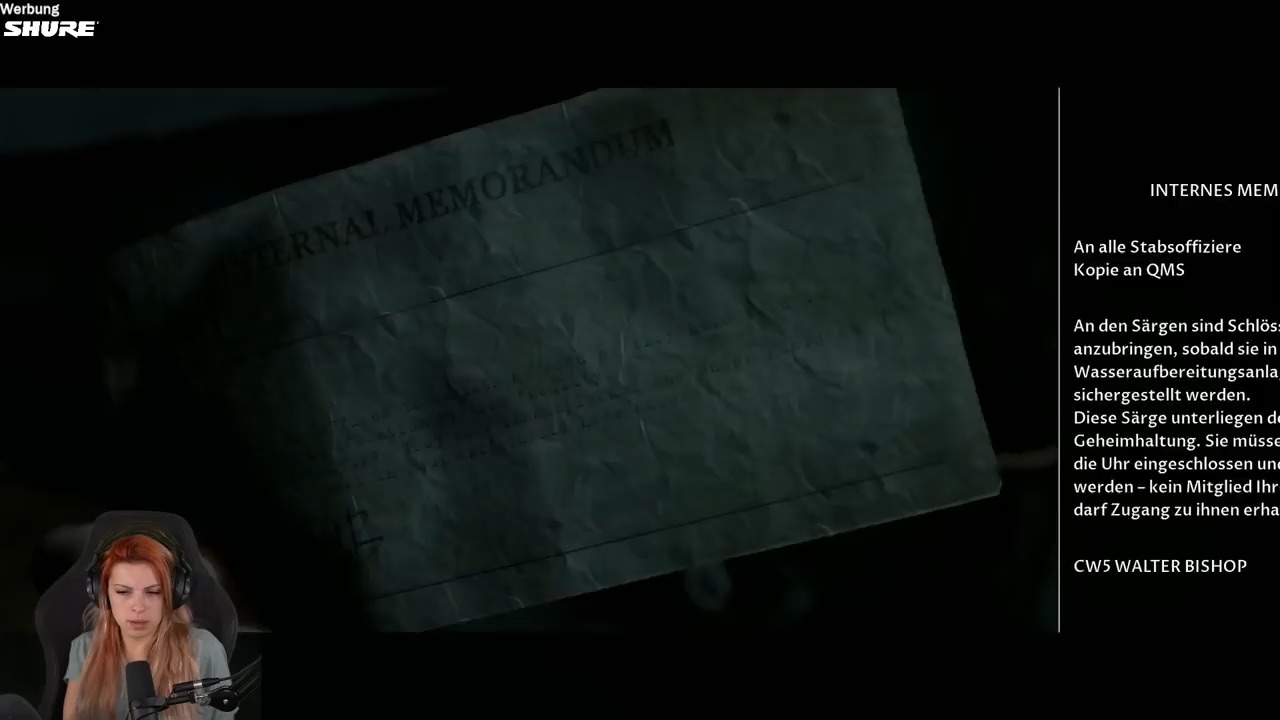 Werbung
SHURE
INTERNAL MEMORANDUM
INTERNES MEM
An alle Stabsoffiziere
Kopie an QMS
An den Särgen sind Schlös
anzubringen, sobald sie in
Wasseraufbereitungsanla
sichergestellt werden.
Diese Särge unterliegen de
Geheimhaltung. Sie müsse
die Uhr eingeschlossen und
werden – kein Mitglied Ihr
darf Zugang zu ihnen erha
CW5 WALTER BISHOP